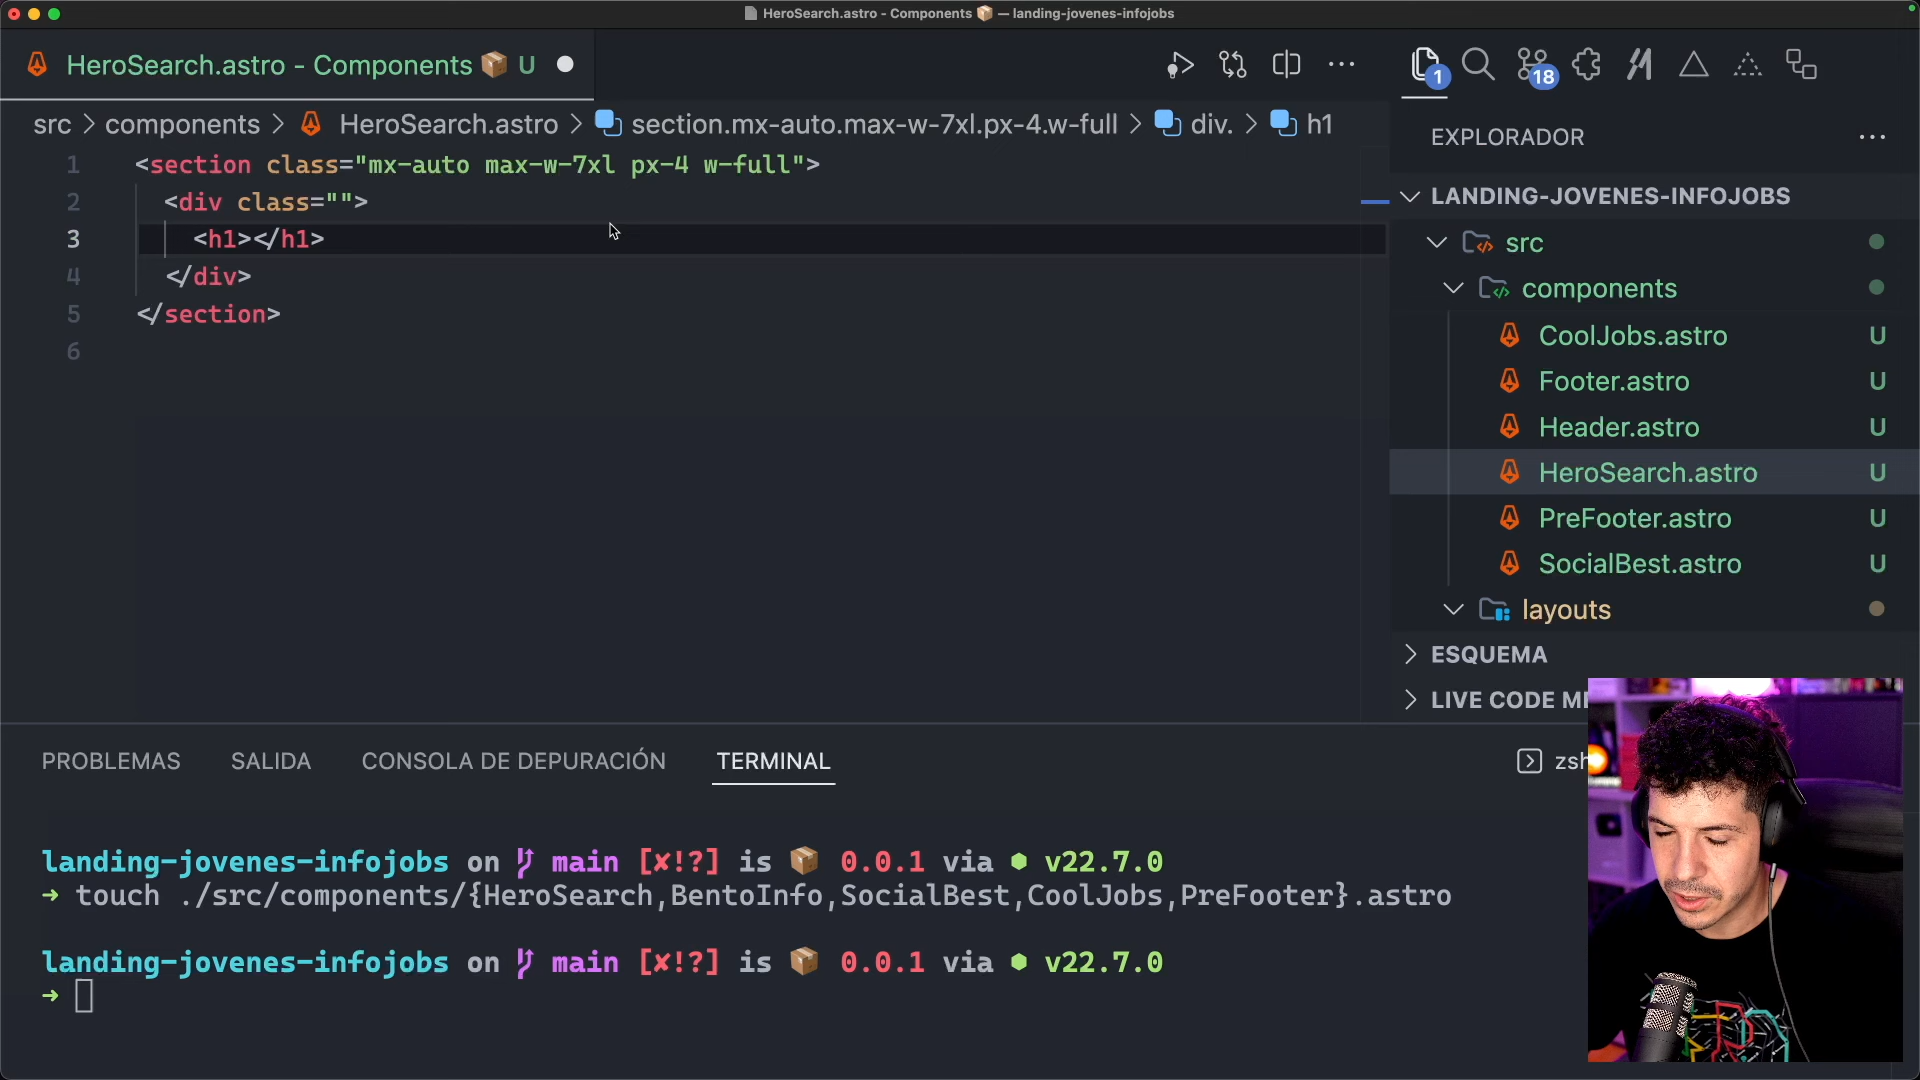 HeroSearch.astro - Components 📦 — landing-jovenes-infojobs
HeroSearch.astro - Components 📦 U
1
18
src > components > HeroSearch.astro > section.mx-auto.max-w-7xl.px-4.w-full > div. > h1
1 <section class="mx-auto max-w-7xl px-4 w-full">
2 <div class="">
3 <h1></h1>
4 </div>
5 </section>
6
EXPLORADOR
LANDING-JOVENES-INFOJOBS
src
components
CoolJobs.astro U
Footer.astro U
Header.astro U
HeroSearch.astro U
PreFooter.astro U
SocialBest.astro U
layouts
ESQUEMA
LIVE CODE
PROBLEMAS SALIDA CONSOLA DE DEPURACIÓN TERMINAL
zsh
landing-jovenes-infojobs on main [✘!?] is 📦 0.0.1 via v22.7.0
➜ touch ./src/components/{HeroSearch,BentoInfo,SocialBest,CoolJobs,PreFooter}.astro
landing-jovenes-infojobs on main [✘!?] is 📦 0.0.1 via v22.7.0
➜